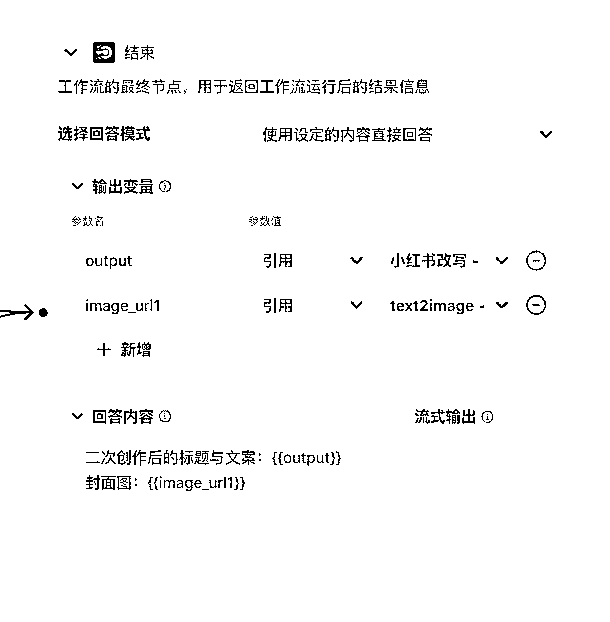 结束
工作流的最终节点，用于返回工作流运行后的结果信息
选择回答模式 使用设定的内容直接回答
输出变量
参数名 参数值
output 引用 小红书改写 -
image_url1 引用 text2image -
+ 新增
回答内容 流式输出
二次创作后的标题与文案：{{output}}
封面图：{{image_url1}}